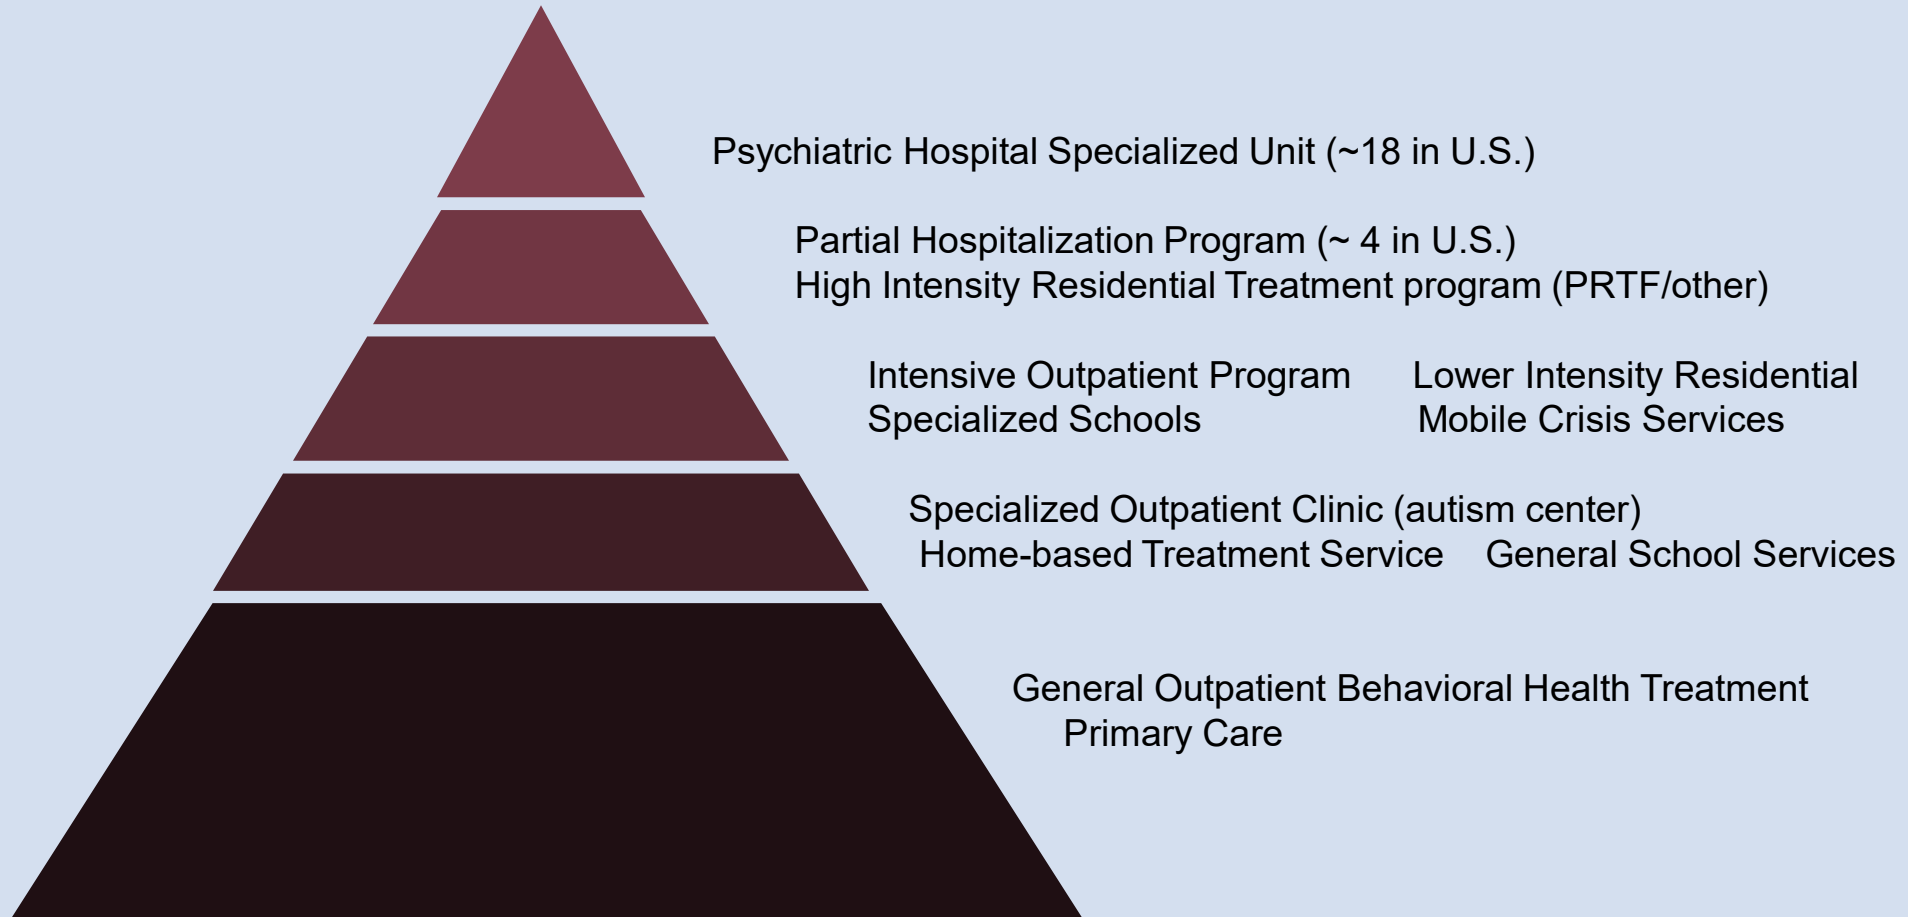 Psychiatric Hospital Specialized Unit (~18 in U.S.)
Partial Hospitalization Program (~ 4 in U.S.)
High Intensity Residential Treatment program (PRTF/other)
Intensive Outpatient Program Lower Intensity Residential
Specialized Schools Mobile Crisis Services
Specialized Outpatient Clinic (autism center)
Home-based Treatment Service General School Services
General Outpatient Behavioral Health Treatment
Primary Care